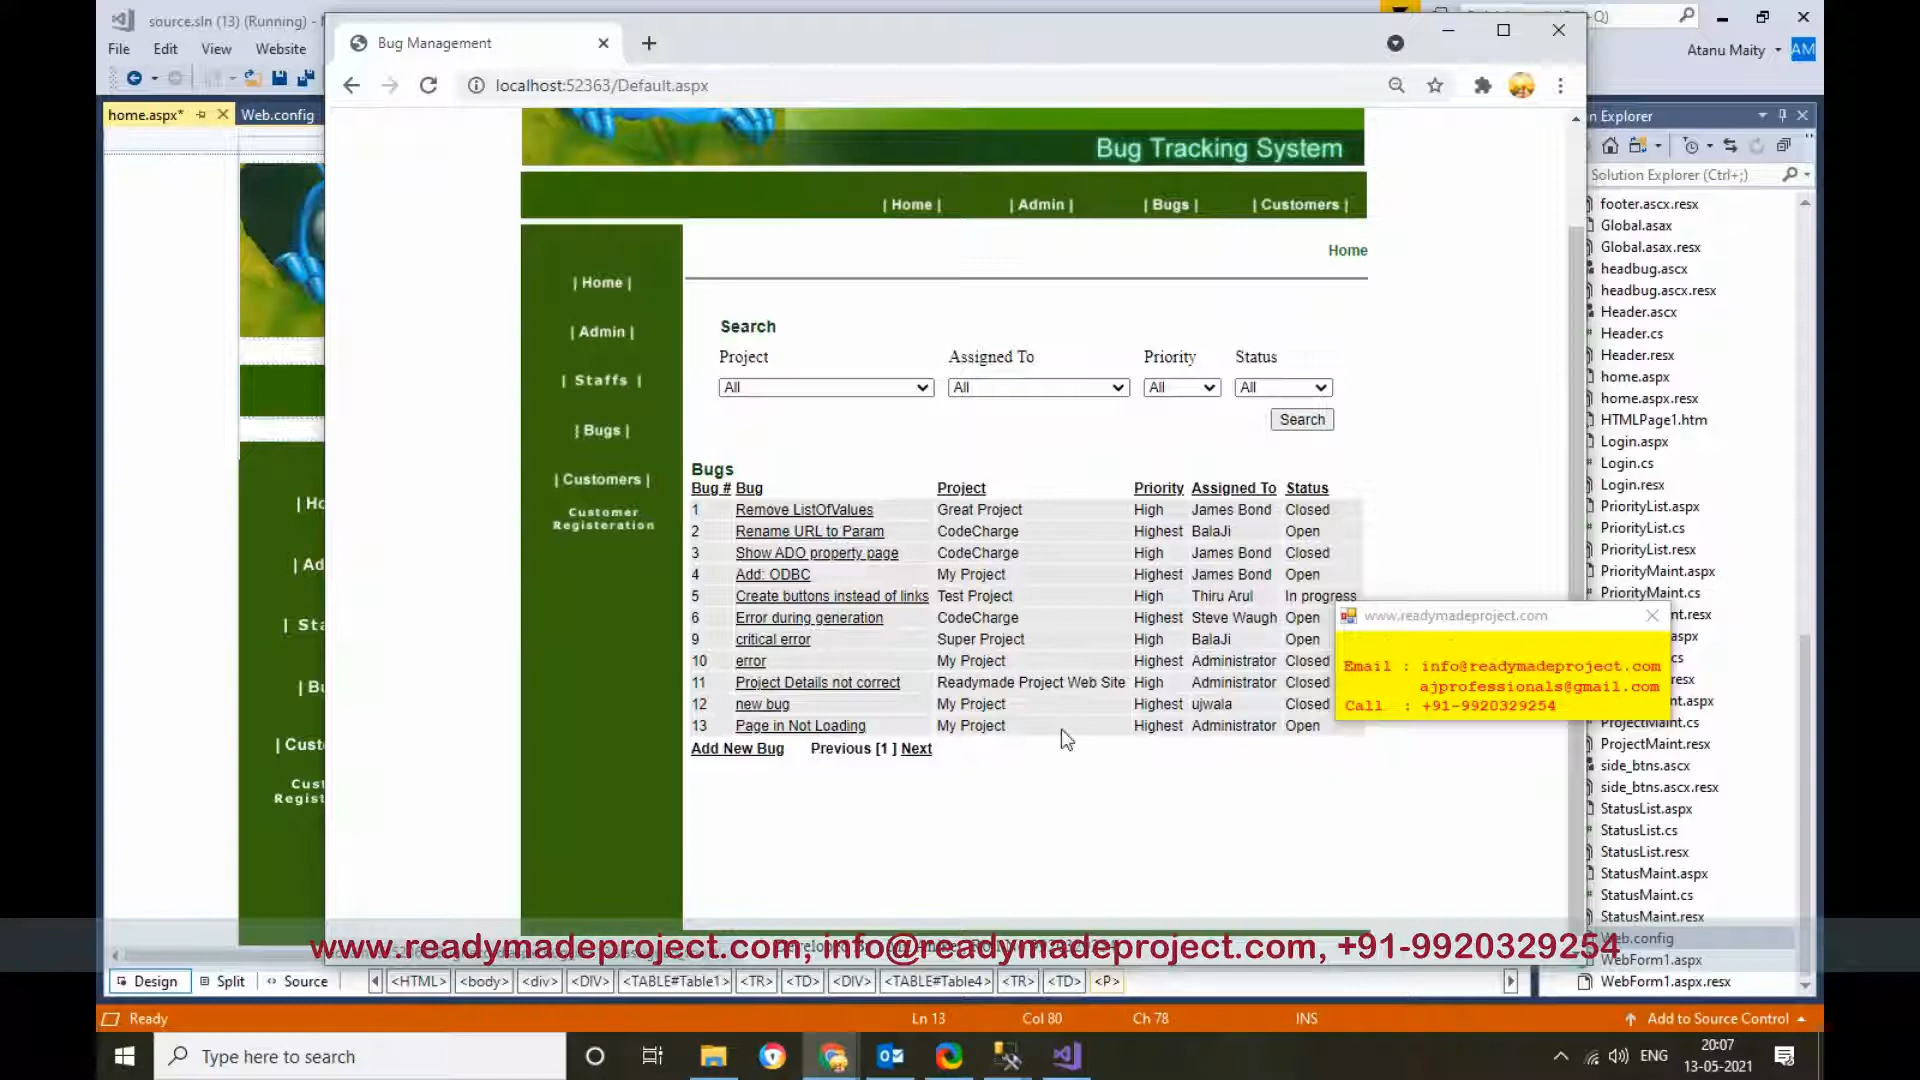 source.sln (13) (Running) -
File Edit View Website
Atanu Maity AM
home.aspx* Web.config
Bug Management
localhost:52363/Default.aspx
Bug Tracking System
| Home | | Admin | | Bugs | | Customers |
Home
| Home |
| Admin |
| Staffs |
| Bugs |
| Customers |
Customer
Registeration
Search
Project Assigned To Priority Status
All All All All
Search
Bugs
Bug # Bug Project Priority Assigned To Status
1 Remove ListOfValues Great Project High James Bond Closed
2 Rename URL to Param CodeCharge Highest BalaJi Open
3 Show ADO property page CodeCharge High James Bond Closed
4 Add: ODBC My Project Highest James Bond Open
5 Create buttons instead of links Test Project High Thiru Arul In progress
6 Error during generation CodeCharge Highest Steve Waugh Open
9 critical error Super Project High BalaJi Open
10 error My Project Highest Administrator Closed
11 Project Details not correct Readymade Project Web Site High Administrator Closed
12 new bug My Project Highest ujwala Closed
13 Page in Not Loading My Project Highest Administrator Open
Add New Bug Previous [1 ] Next
www.readymadeproject.com
Email : info@readymadeproject.com
ajprofessionals@gmail.com
Call : +91-9920329254
n Explorer
Solution Explorer (Ctrl+;)
footer.ascx.resx
Global.asax
Global.asax.resx
headbug.ascx
headbug.ascx.resx
Header.ascx
Header.cs
Header.resx
home.aspx
home.aspx.resx
HTMLPage1.htm
Login.aspx
Login.cs
Login.resx
PriorityList.aspx
PriorityList.cs
PriorityList.resx
PriorityMaint.aspx
PriorityMaint.cs
ProjectMaint.cs
ProjectMaint.resx
side_btns.ascx
side_btns.ascx.resx
StatusList.aspx
StatusList.cs
StatusList.resx
StatusMaint.aspx
StatusMaint.cs
StatusMaint.resx
Web.config
WebForm1.aspx
WebForm1.aspx.resx
www.readymadeproject.com, info@readymadeproject.com, +91-9920329254
Design Split Source <HTML> <body> <div> <DIV> <TABLE#Table1> <TR> <TD> <DIV> <TABLE#Table4> <TR> <TD> <P>
Ready Ln 13 Col 80 Ch 78 INS Add to Source Control
Type here to search
ENG
20:07
13-05-2021